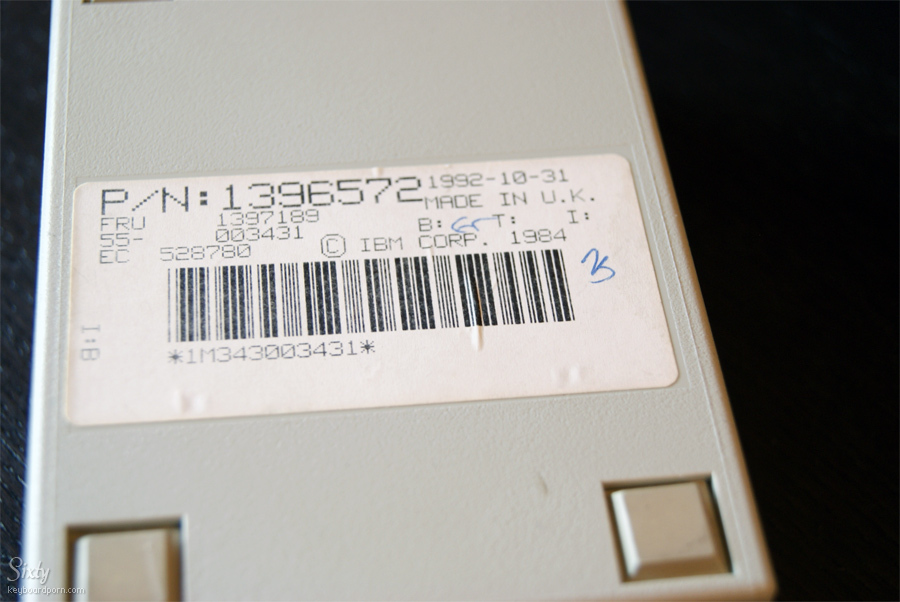 P/N:1396572 1992-10-31
MADE IN U.K.
FRU 1397189
55- 003431 B: T: I:
EC 528780 © IBM CORP. 1984
*1M343003431*
I:B
Sixty
keyboardporn.com